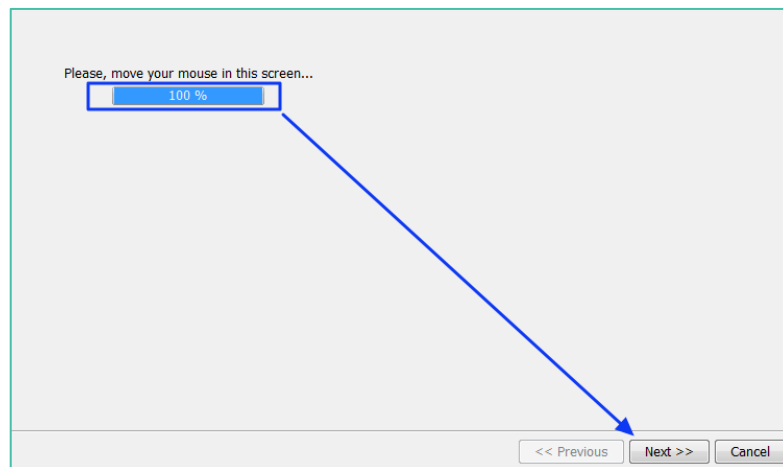 Please, move your mouse in this screen...
100 %
<< Previous Next >> Cancel